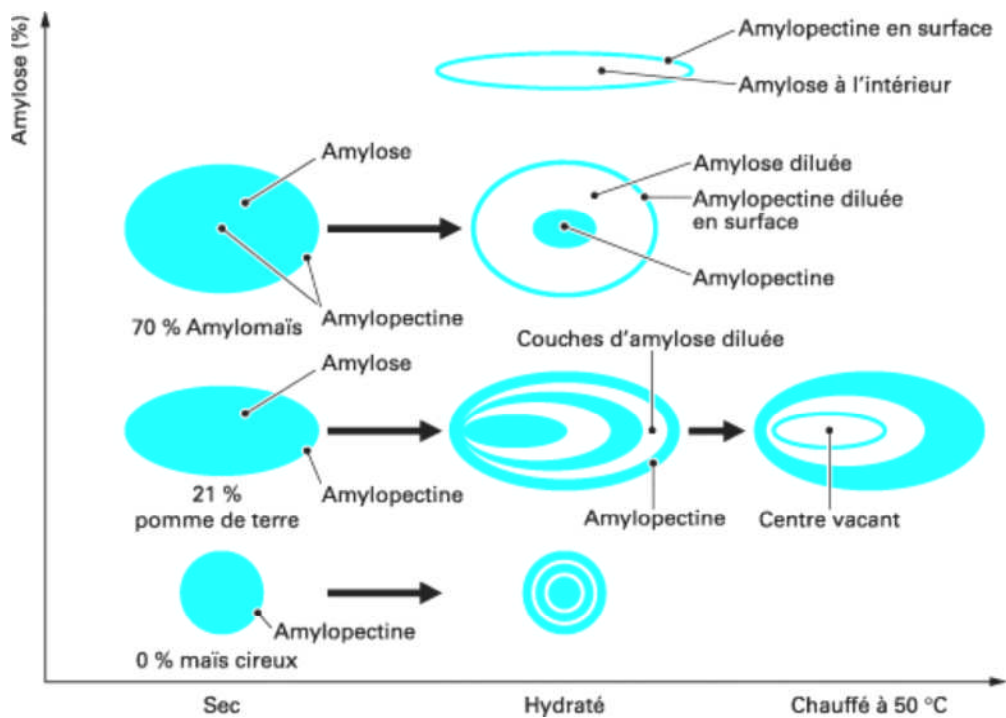 Amylose (%)
Amylopectine en surface
Amylose à l'intérieur
Amylose
Amylopectine
70 % Amylomaïs
Amylose diluée
Amylopectine diluée
en surface
Amylopectine
Amylose
Amylopectine
21 %
pomme de terre
Couches d'amylose diluée
Amylopectine
Centre vacant
Amylopectine
0 % maïs cireux
Sec
Hydraté
Chauffé à 50 °C